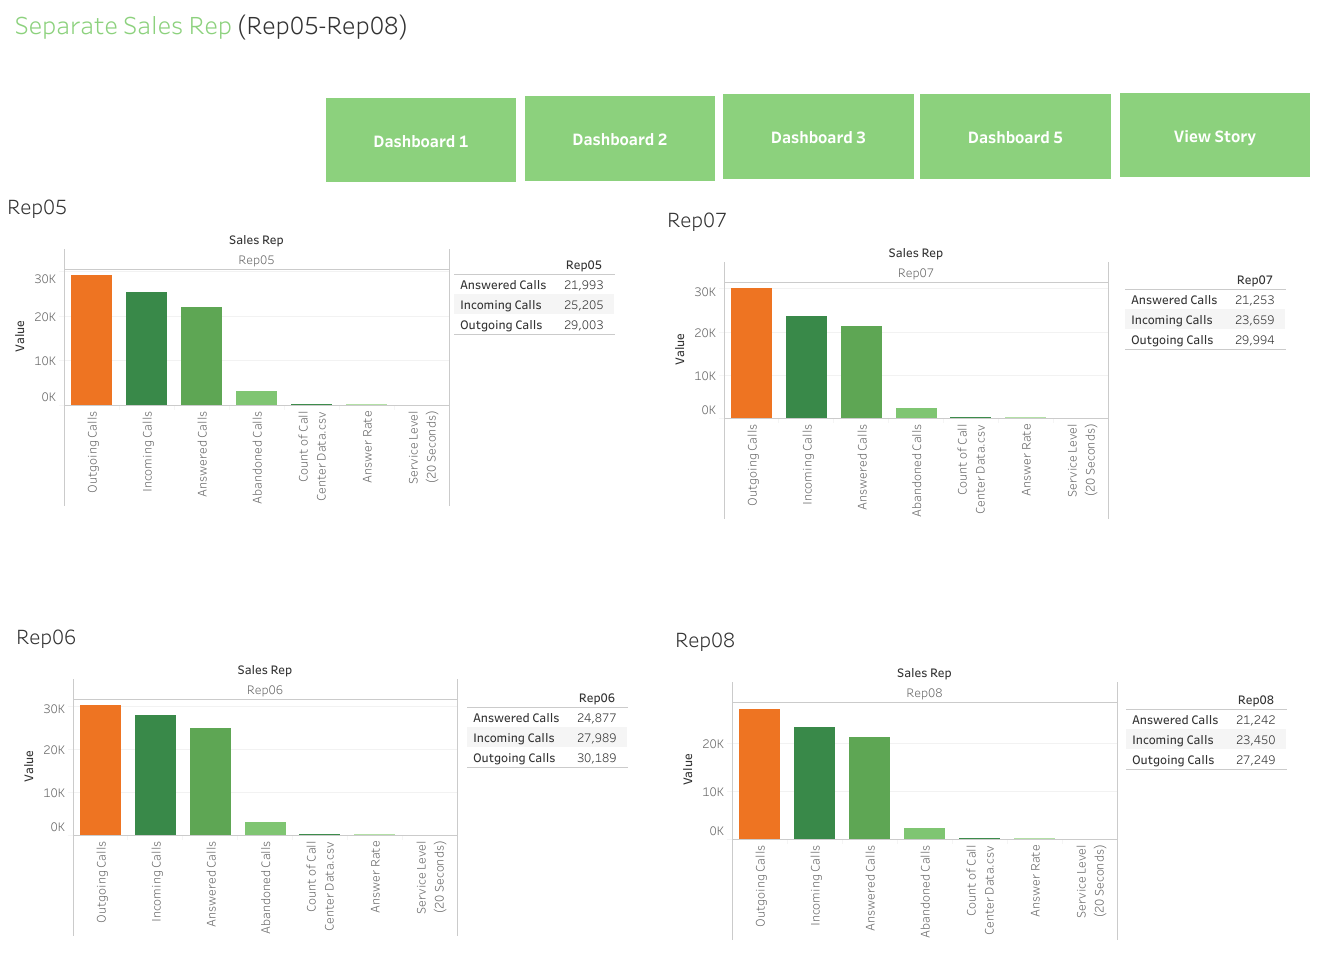 Separate Sales Rep (Rep05-Rep08)
Dashboard 1
Dashboard 2
Dashboard 3
Dashboard 5
View Story
Rep05
Sales Rep
Rep05
Value
30K
20K
10K
0K
Outgoing Calls
Incoming Calls
Answered Calls
Abandoned Calls
Count of Call
Center Data.csv
Answer Rate
Service Level
(20 Seconds)
Rep05
Answered Calls 21,993
Incoming Calls 25,205
Outgoing Calls 29,003
Rep07
Sales Rep
Rep07
Value
30K
20K
10K
0K
Outgoing Calls
Incoming Calls
Answered Calls
Abandoned Calls
Count of Call
Center Data.csv
Answer Rate
Service Level
(20 Seconds)
Rep07
Answered Calls 21,253
Incoming Calls 23,659
Outgoing Calls 29,994
Rep06
Sales Rep
Rep06
Value
30K
20K
10K
0K
Outgoing Calls
Incoming Calls
Answered Calls
Abandoned Calls
Count of Call
Center Data.csv
Answer Rate
Service Level
(20 Seconds)
Rep06
Answered Calls 24,877
Incoming Calls 27,989
Outgoing Calls 30,189
Rep08
Sales Rep
Rep08
Value
20K
10K
0K
Outgoing Calls
Incoming Calls
Answered Calls
Abandoned Calls
Count of Call
Center Data.csv
Answer Rate
Service Level
(20 Seconds)
Rep08
Answered Calls 21,242
Incoming Calls 23,450
Outgoing Calls 27,249